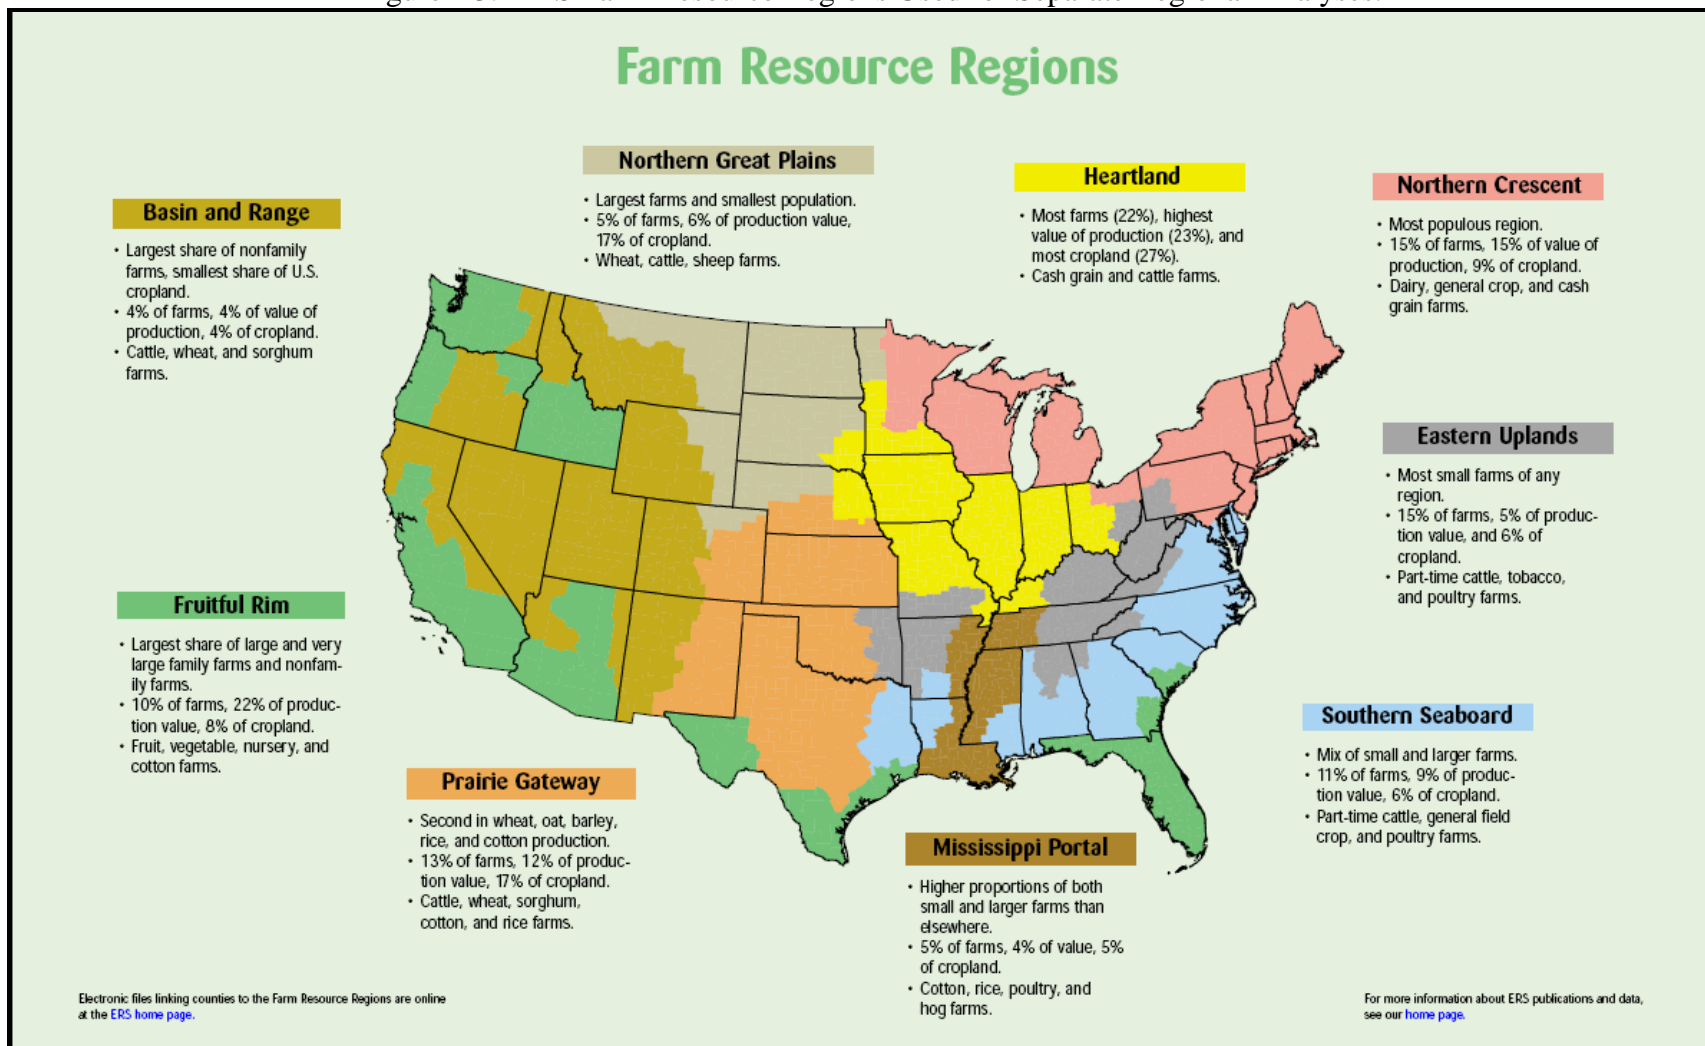 Farm Resource Regions
Northern Great Plains
• Largest farms and smallest population.
• 5% of farms, 6% of production value,
17% of cropland.
• Wheat, cattle, sheep farms.
Heartland
• Most farms (22%), highest
value of production (23%), and
most cropland (27%).
• Cash grain and cattle farms.
Northern Crescent
• Most populous region.
• 15% of farms, 15% of value of
production, 9% of cropland.
• Dairy, general crop, and cash
grain farms.
Basin and Range
• Largest share of nonfamily
farms, smallest share of U.S.
cropland.
• 4% of farms, 4% of value of
production, 4% of cropland.
• Cattle, wheat, and sorghum
farms.
Eastern Uplands
• Most small farms of any
region.
• 15% of farms, 5% of produc-
tion value, and 6% of
cropland.
• Part-time cattle, tobacco,
and poultry farms.
Fruitful Rim
• Largest share of large and very
large family farms and nonfam-
ily farms.
• 10% of farms, 22% of produc-
tion value, 8% of cropland.
• Fruit, vegetable, nursery, and
cotton farms.
Southern Seaboard
• Mix of small and larger farms.
• 11% of farms, 9% of produc-
tion value, 6% of cropland.
• Part-time cattle, general field
crop, and poultry farms.
Prairie Gateway
• Second in wheat, oat, barley,
rice, and cotton production.
• 13% of farms, 12% of produc-
tion value, 17% of cropland.
• Cattle, wheat, sorghum,
cotton, and rice farms.
Mississippi Portal
• Higher proportions of both
small and larger farms than
elsewhere.
• 5% of farms, 4% of value, 5%
of cropland.
• Cotton, rice, poultry, and
hog farms.
Electronic files linking counties to the Farm Resource Regions are online
at the ERS home page.
For more information about ERS publications and data,
see our home page.